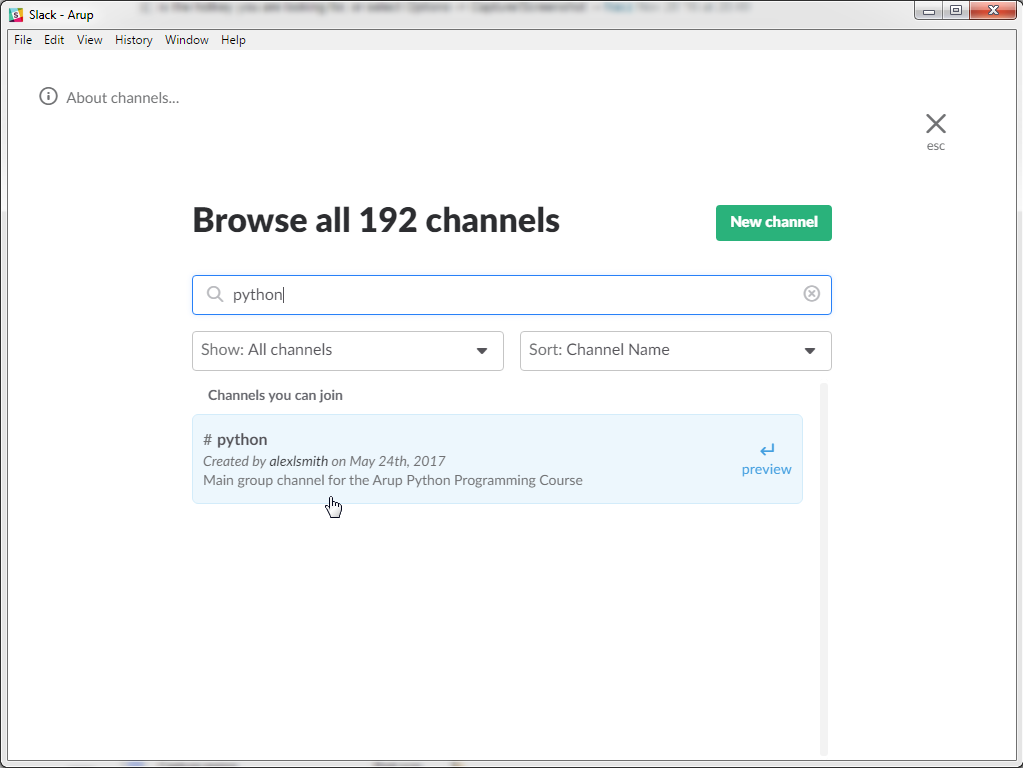 Slack - Arup
File Edit View History Window Help
About channels...
esc
Browse all 192 channels
New channel
python
Show: All channels
Sort: Channel Name
Channels you can join
# python
Created by alexlsmith on May 24th, 2017
Main group channel for the Arup Python Programming Course
preview